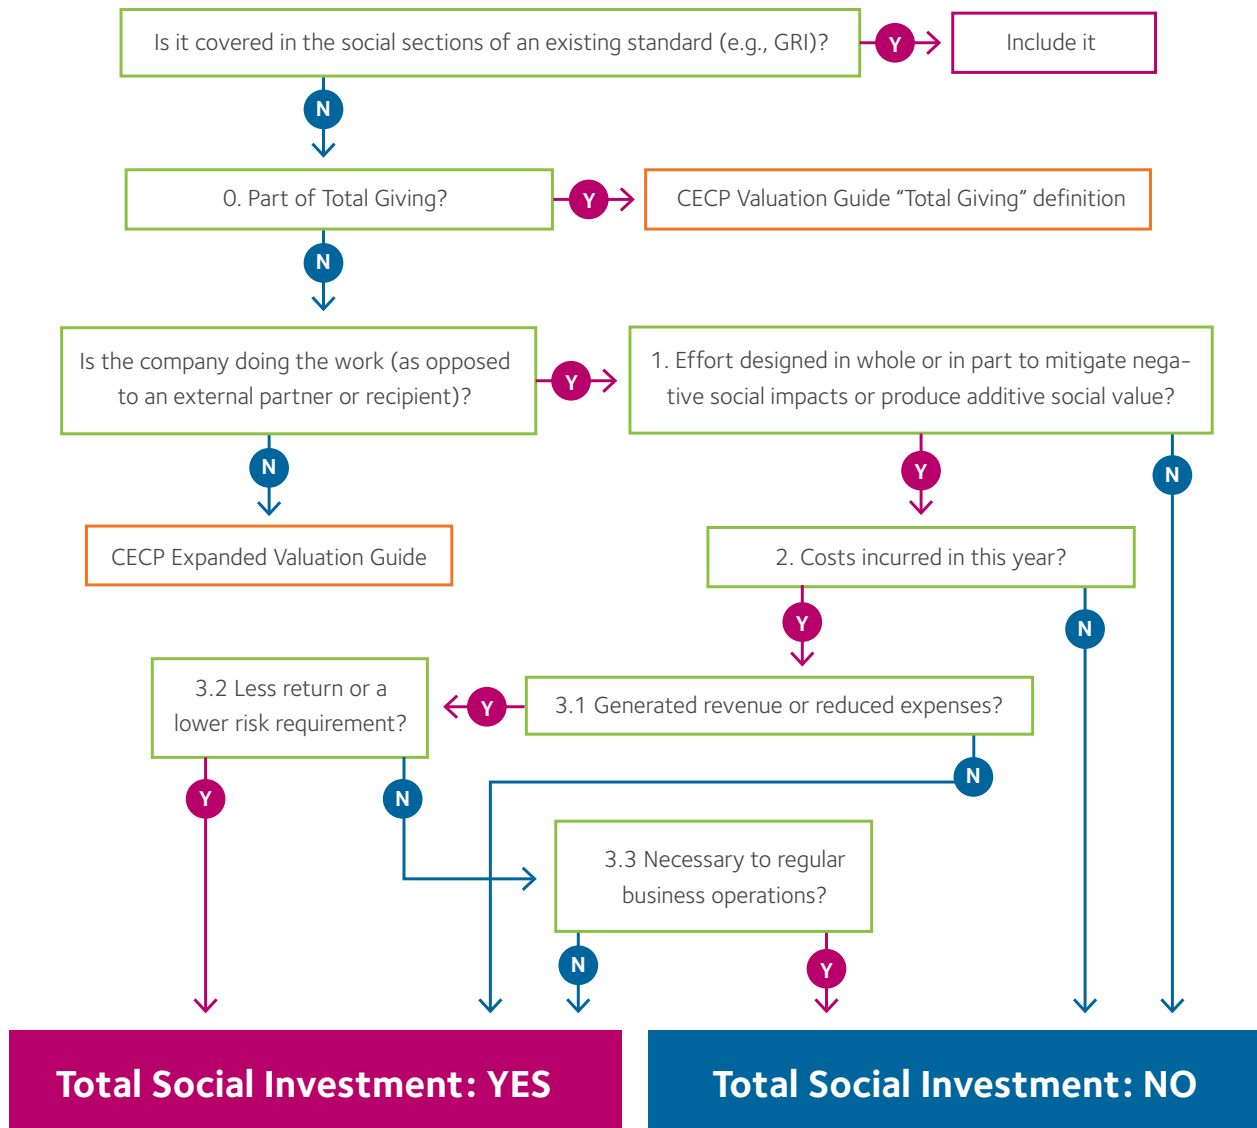 Is it covered in the social sections of an existing standard (e.g., GRI)?
Y
Include it
N
0. Part of Total Giving?
Y
CECP Valuation Guide “Total Giving” definition
N
Is the company doing the work (as opposed
to an external partner or recipient)?
Y
1. Effort designed in whole or in part to mitigate nega-
tive social impacts or produce additive social value?
N
Y
N
CECP Expanded Valuation Guide
2. Costs incurred in this year?
Y
N
3.2 Less return or a
lower risk requirement?
Y
3.1 Generated revenue or reduced expenses?
Y
N
N
3.3 Necessary to regular
business operations?
N
Y
Total Social Investment: YES
Total Social Investment: NO